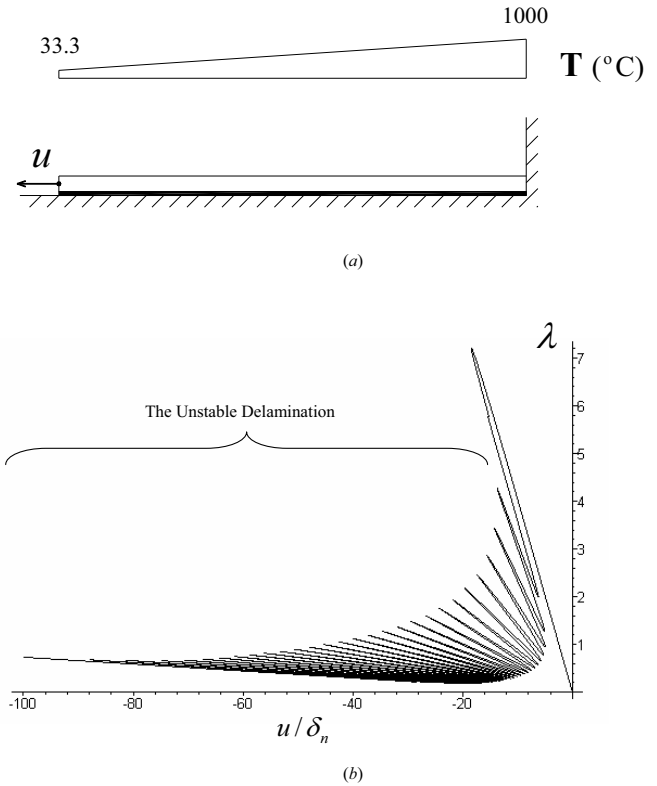 1000
33.3
T (°C)
u
(a)
λ
7
6
The Unstable Delamination
5
4
3
2
1
-100 -80 -60 -40 -20
u / δn
(b)